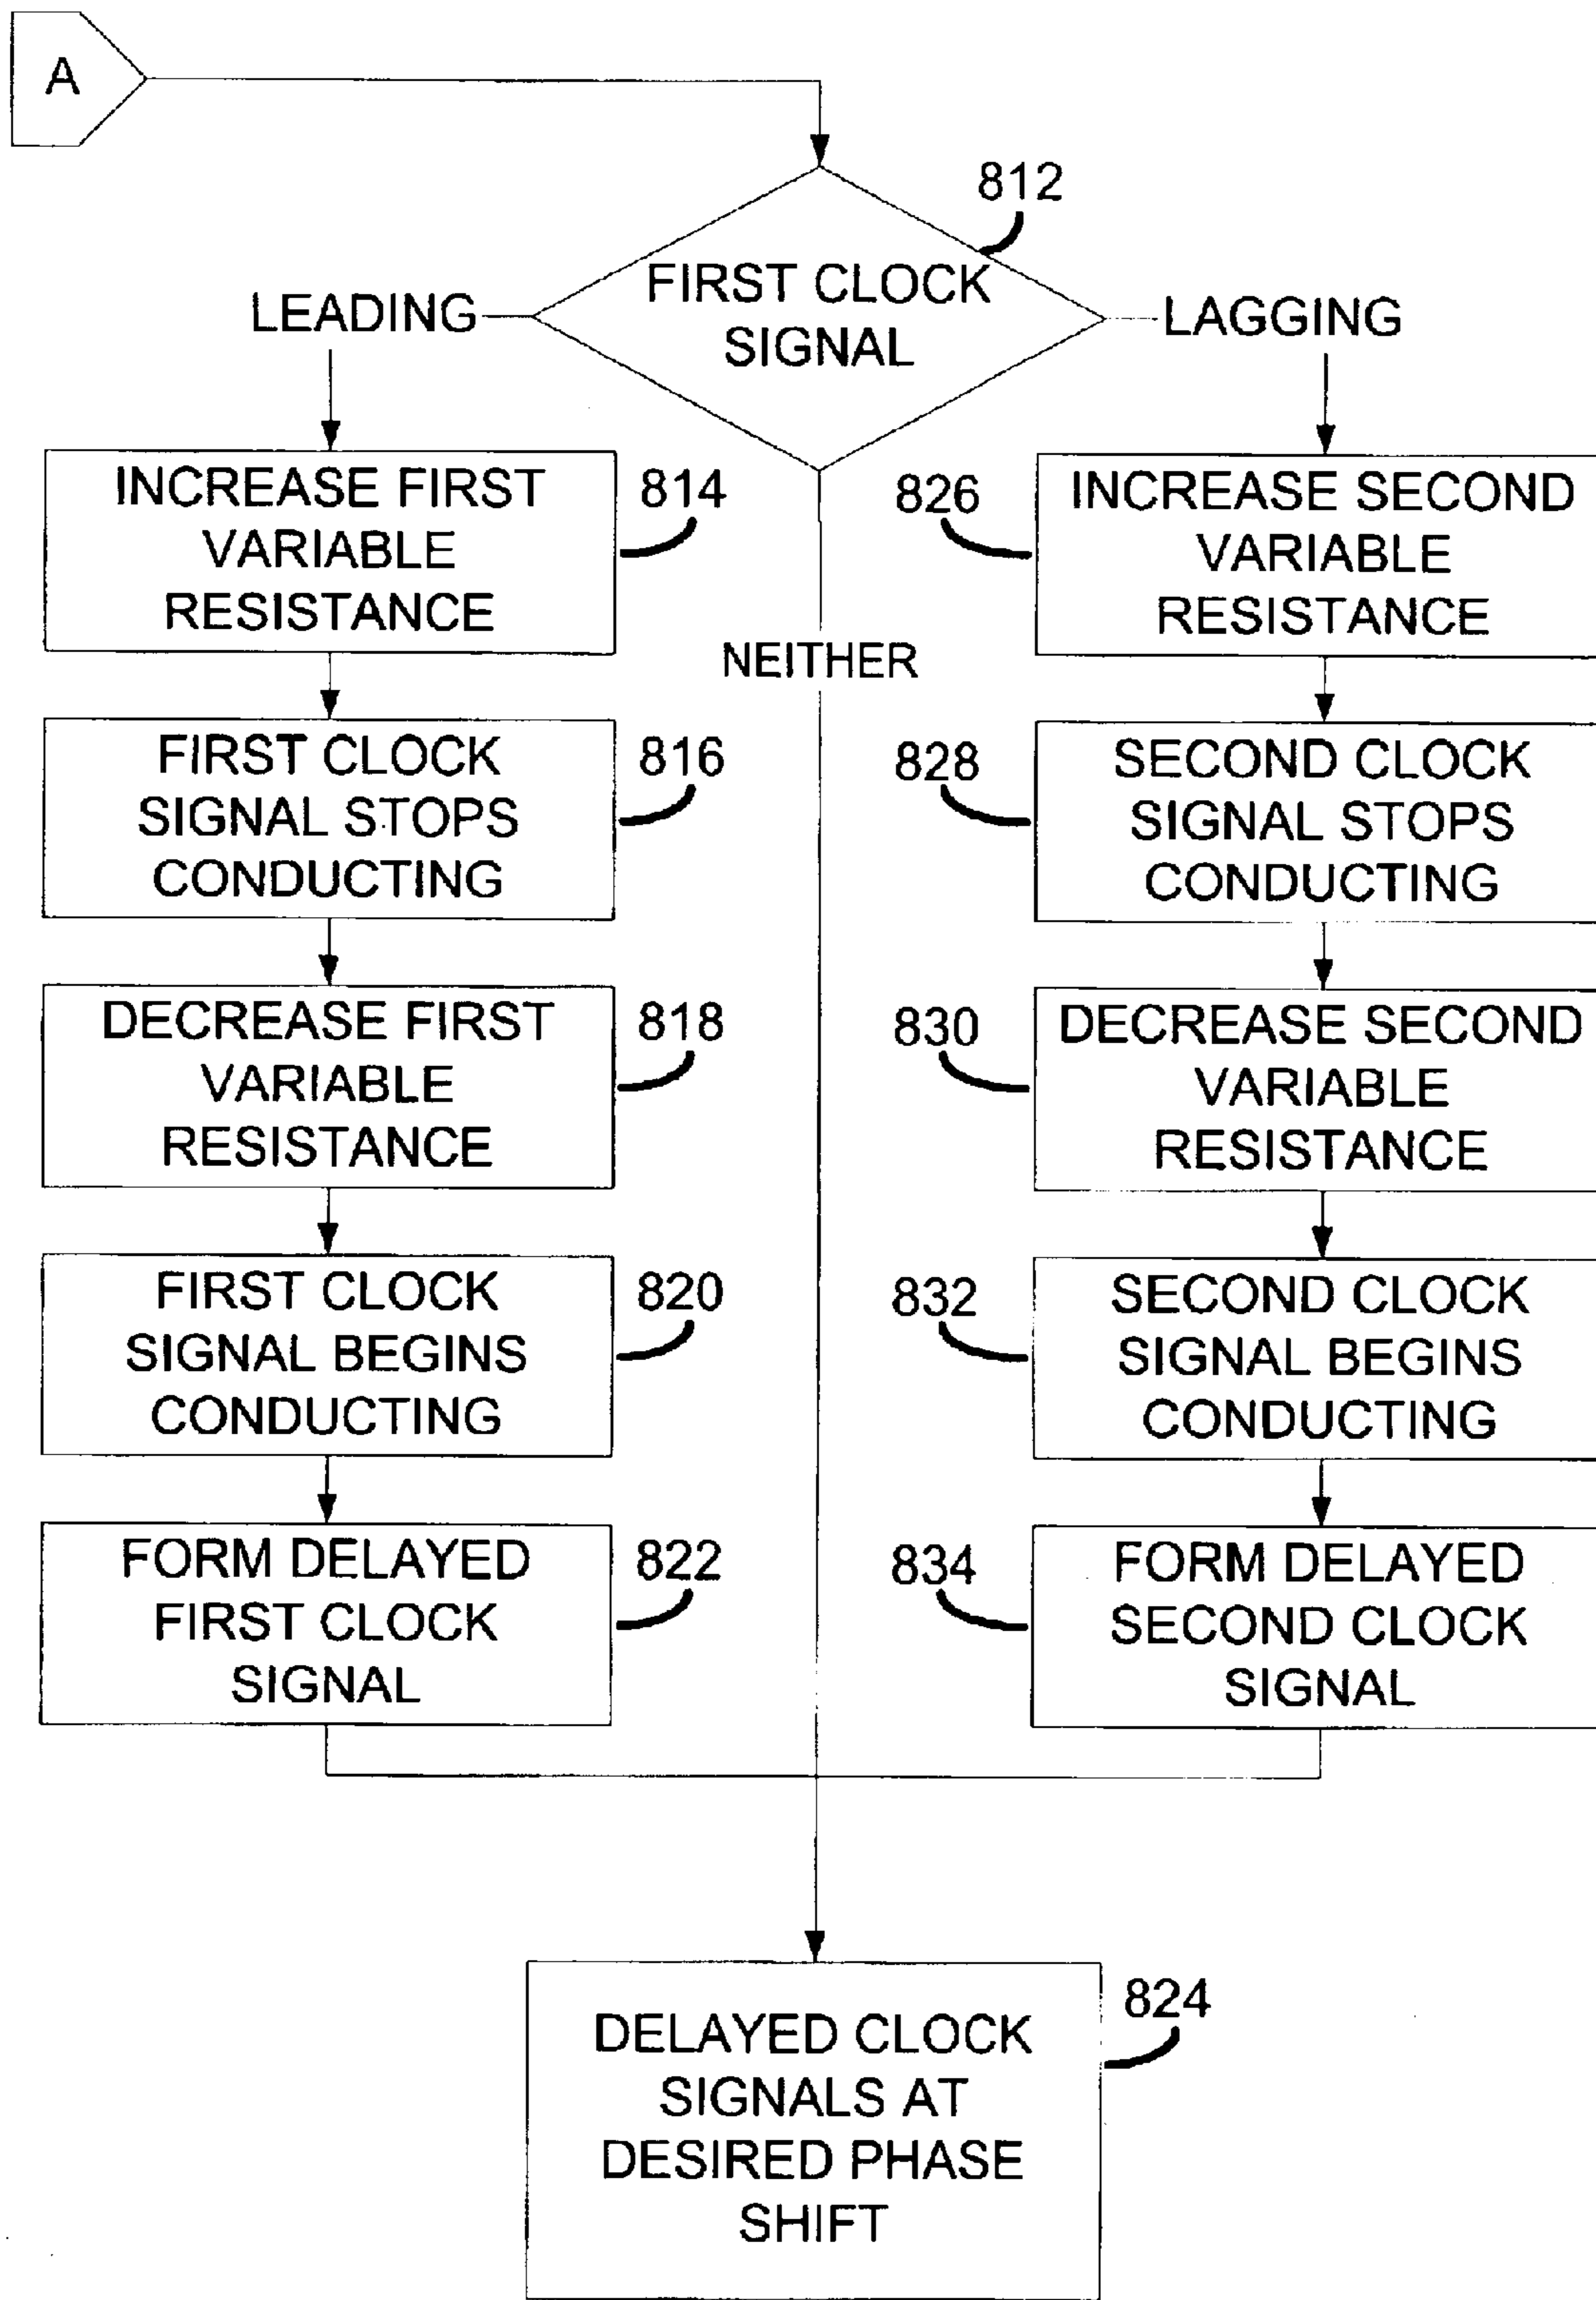 A
812
FIRST CLOCK
SIGNAL
LEADING
LAGGING
INCREASE FIRST
VARIABLE
RESISTANCE
814
826
INCREASE SECOND
VARIABLE
RESISTANCE
NEITHER
FIRST CLOCK
SIGNAL STOPS
CONDUCTING
816
828
SECOND CLOCK
SIGNAL STOPS
CONDUCTING
DECREASE FIRST
VARIABLE
RESISTANCE
818
830
DECREASE SECOND
VARIABLE
RESISTANCE
FIRST CLOCK
SIGNAL BEGINS
CONDUCTING
820
832
SECOND CLOCK
SIGNAL BEGINS
CONDUCTING
FORM DELAYED
FIRST CLOCK
SIGNAL
822
834
FORM DELAYED
SECOND CLOCK
SIGNAL
824
DELAYED CLOCK
SIGNALS AT
DESIRED PHASE
SHIFT